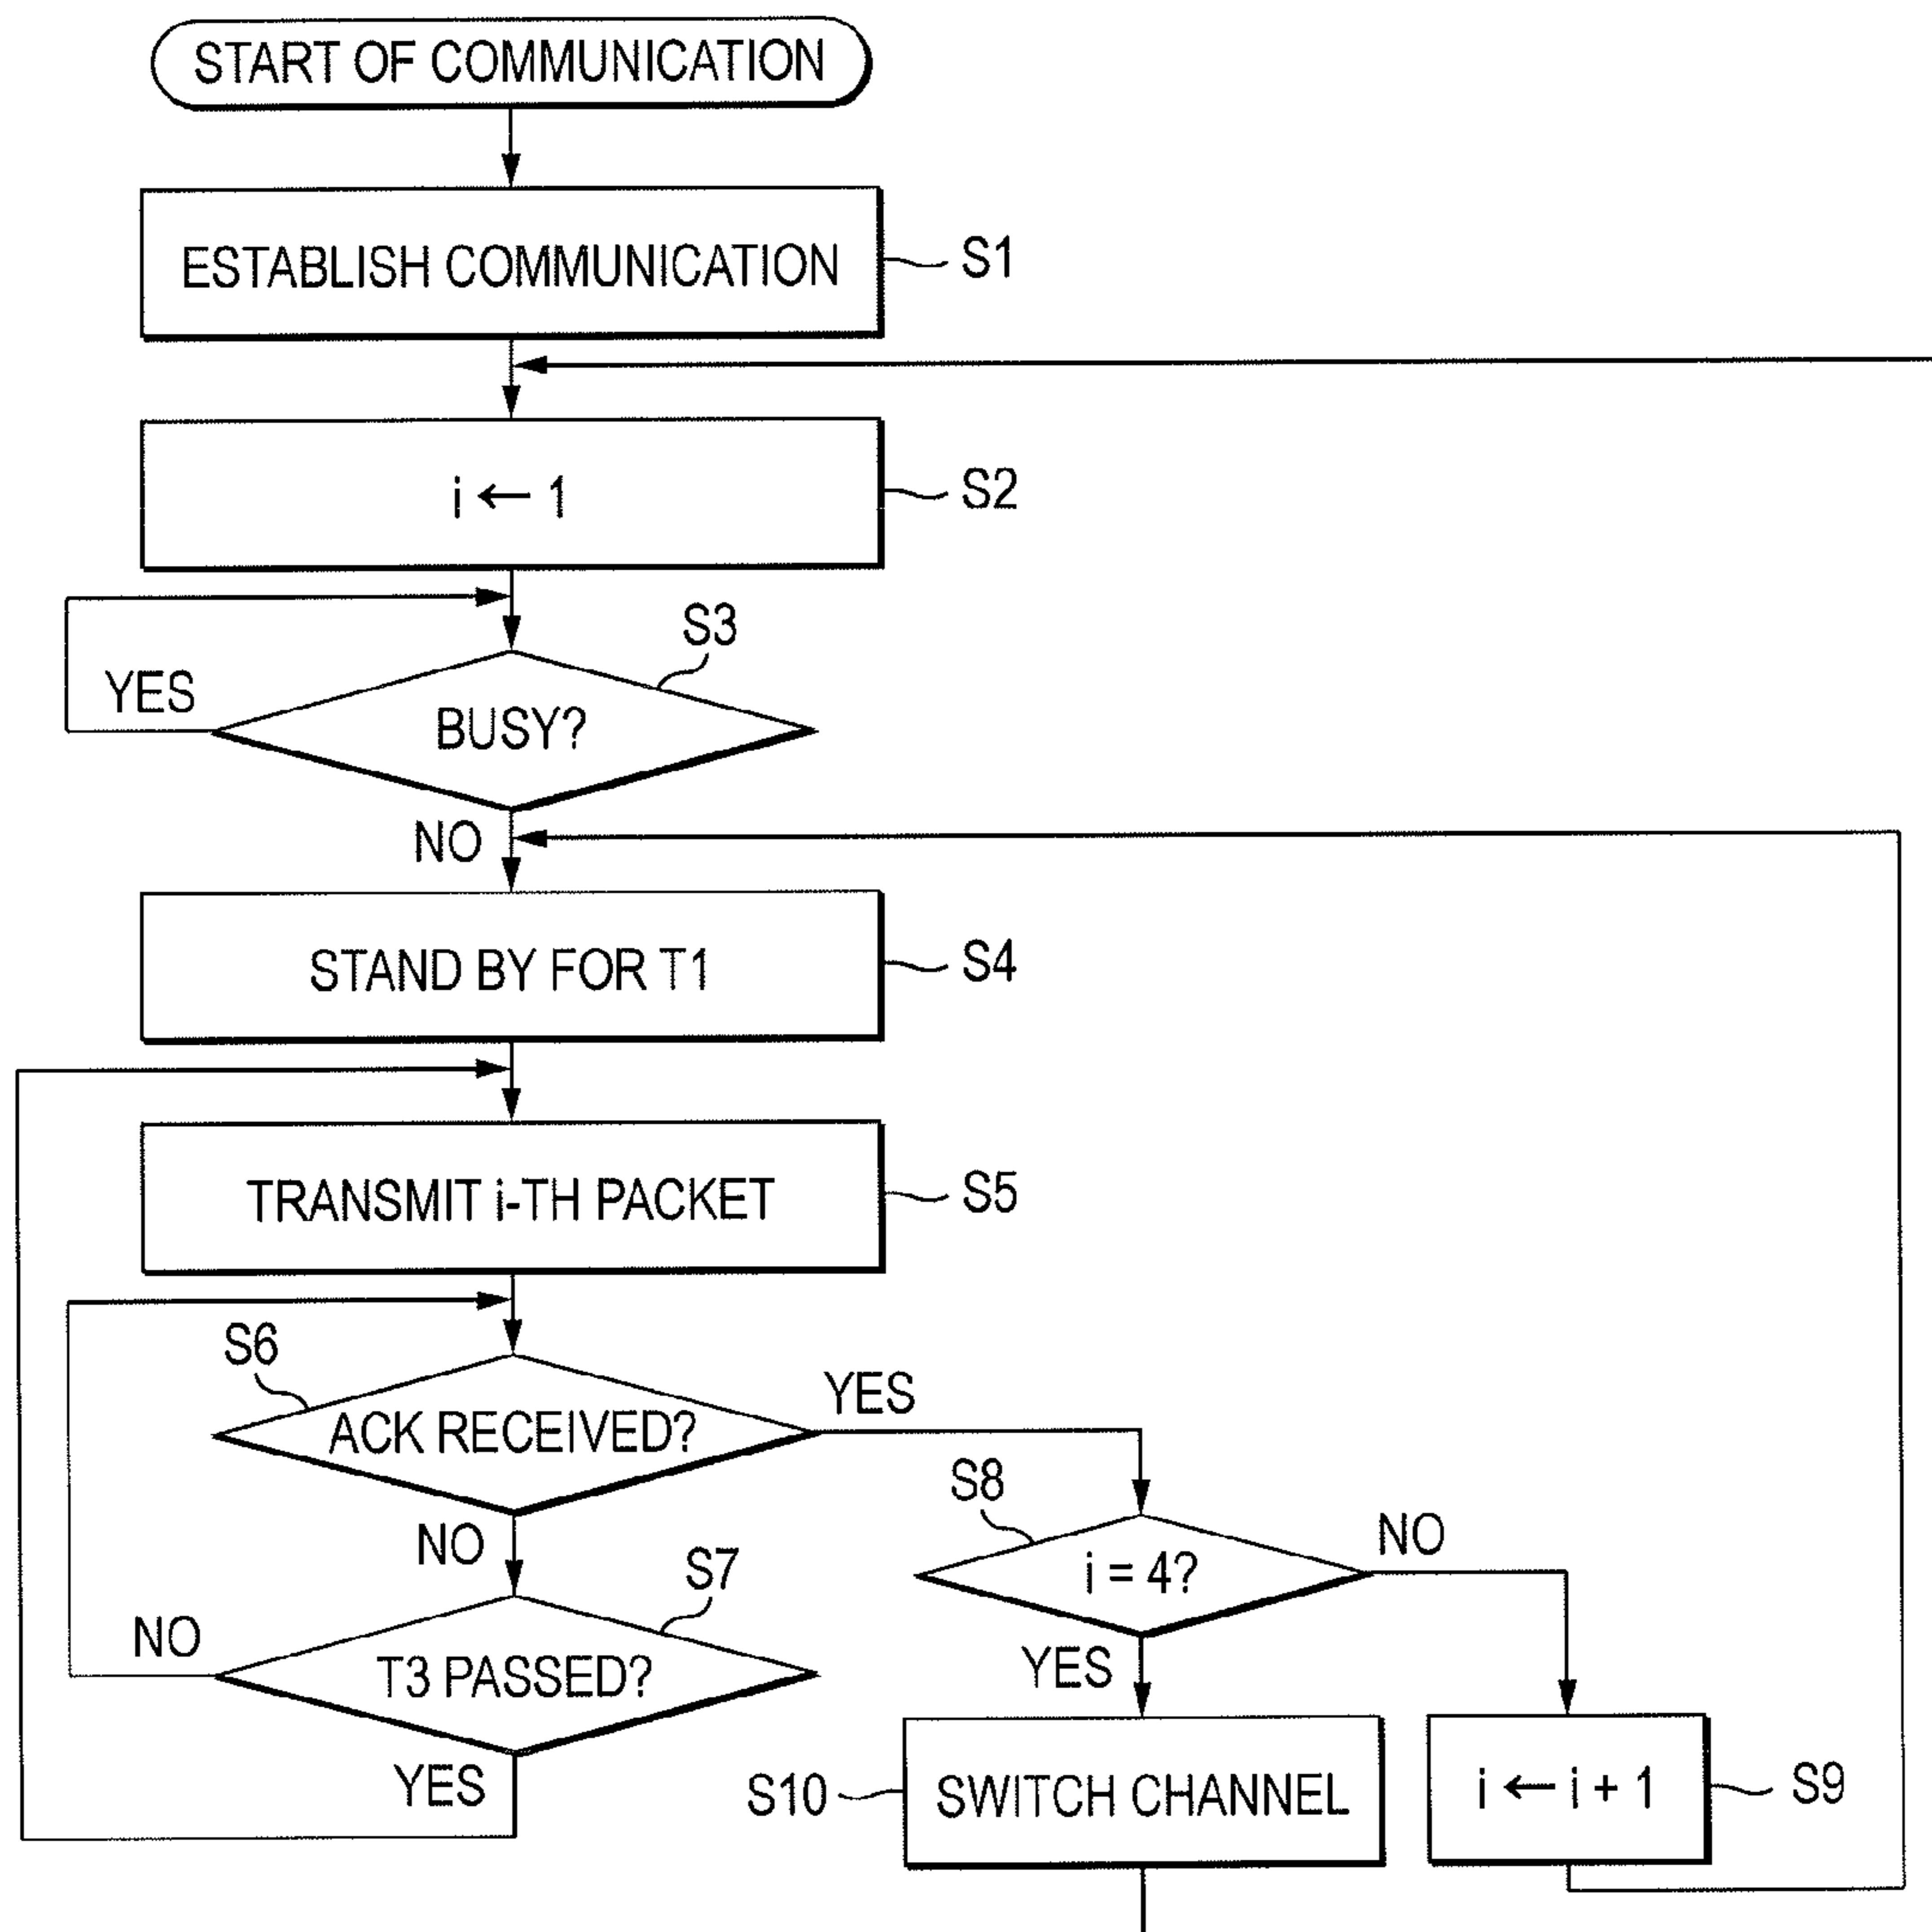 START OF COMMUNICATION
ESTABLISH COMMUNICATION
S1
i ← 1
S2
S3
YES
BUSY?
NO
STAND BY FOR T1
S4
TRANSMIT i-TH PACKET
S5
S6
ACK RECEIVED?
YES
NO
S7
NO
T3 PASSED?
YES
S8
i = 4?
NO
YES
S10
SWITCH CHANNEL
i ← i + 1
S9